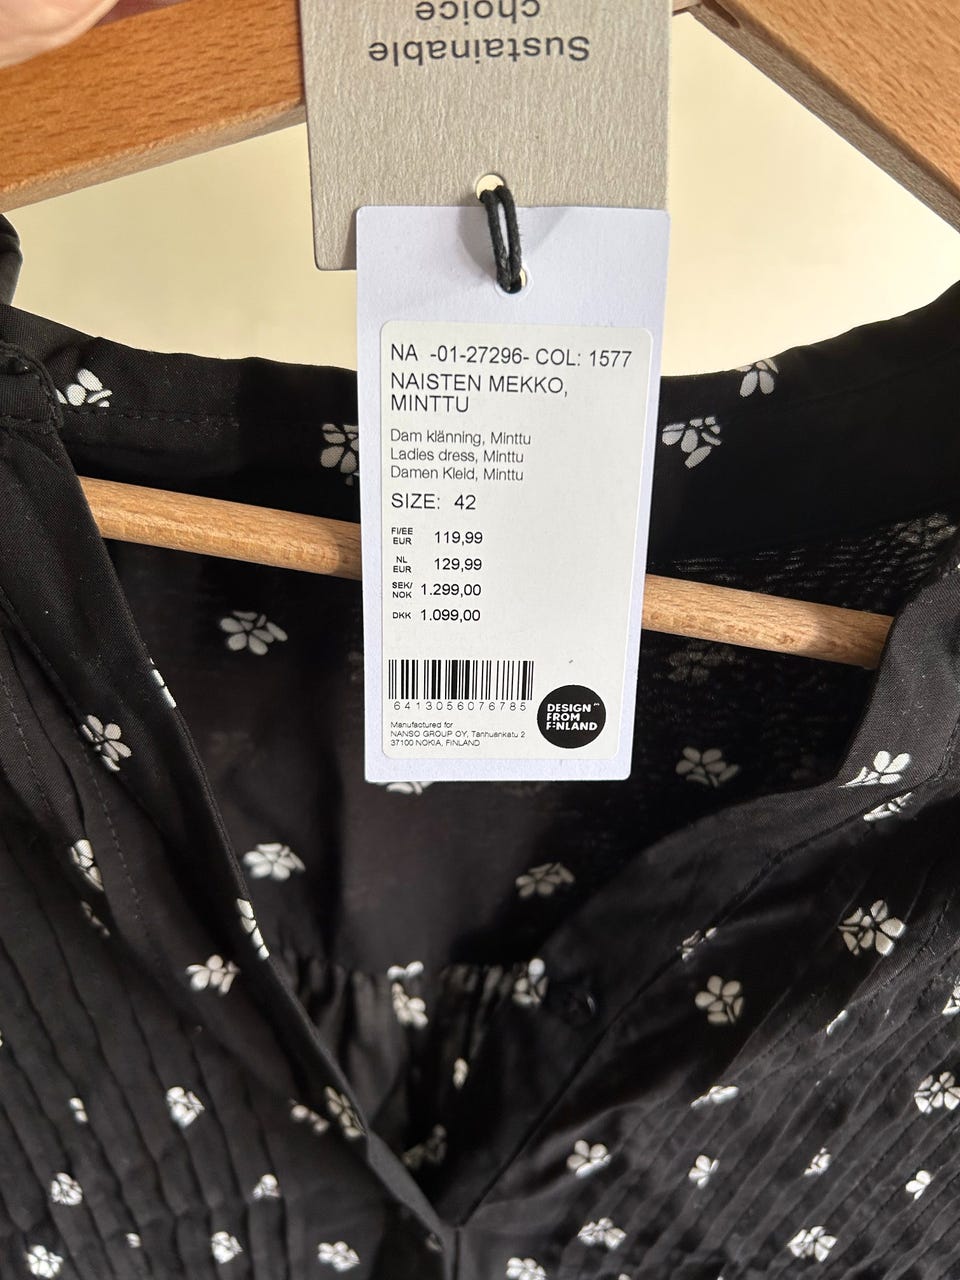 Sustainable
choice
NA -01-27296- COL: 1577
NAISTEN MEKKO,
MINTTU
Dam klänning, Minttu
Ladies dress, Minttu
Damen Kleid, Minttu
SIZE: 42
FI/EE EUR 119,99
NL EUR 129,99
SEK/ NOK 1.299,00
DKK 1.099,00
6413056076785
Manufactured for
NANSO GROUP OY, Tanhuankatu 2
37100 NOKIA, FINLAND
DESIGN
FROM
FINLAND